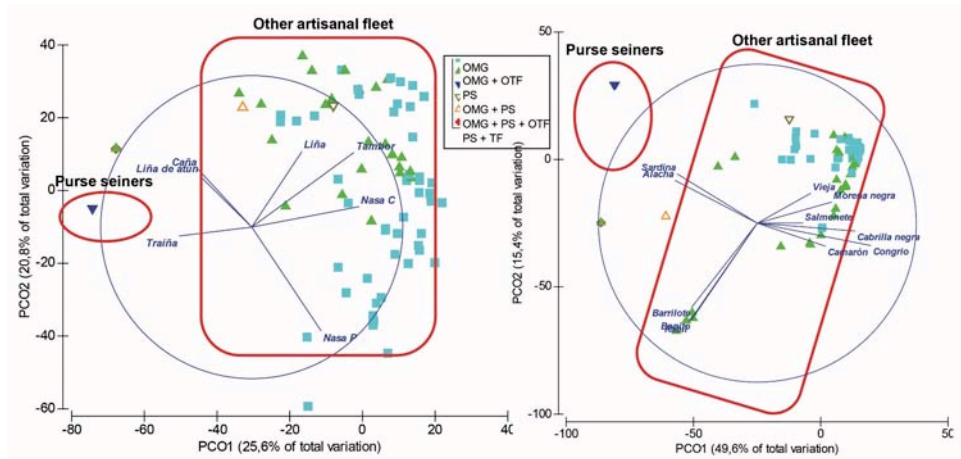 Other artisanal fleet
40
20
0
-20
-40
-60
-80
-60
-40
-20
0
20
PCO2 (20,8% of total variation)
PCO1 (25,6% of total variation)
Purse seiners
Caña
Liña de atún
Liña
Tambor
Nasa C
Traiña
Nasa P
OMG
OMG + OTF
PS
OMG + PS
OMG + PS + OTF
PS + TF
Other artisanal fleet
Purse seiners
50
0
-50
-100
-100
-50
0
50
PCO2 (15,4% of total variation)
PCO1 (49,6% of total variation)
Sardina
Alacha
Vieja
Morena negra
Salmonete
Cabrilla negra
Camarón
Congrio
Barrilote